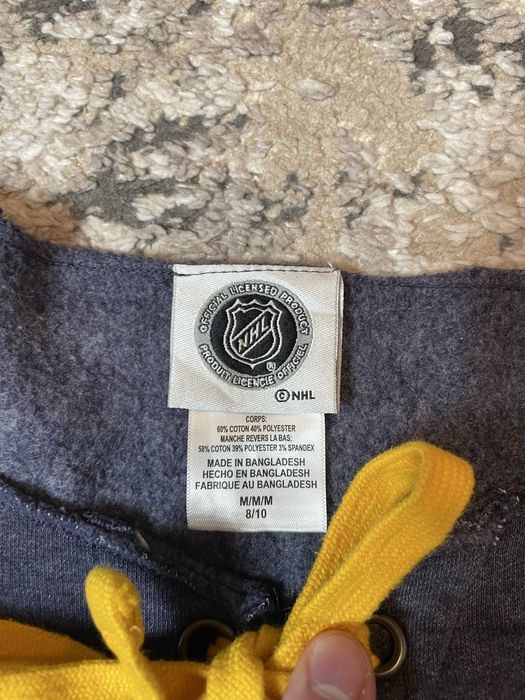 OFFICIAL LICENSED PRODUCT
NHL
PRODUIT LICENCIÉ OFFICIEL
®
© NHL
CORPS:
60% COTON 40% POLYESTER
MANCHE REVERS LA BAS:
58% COTON 39% POLYESTER 3% SPANDEX
MADE IN BANGLADESH
HECHO EN BANGLADESH
FABRIQUE AU BANGLADESH
M/M/M
8/10